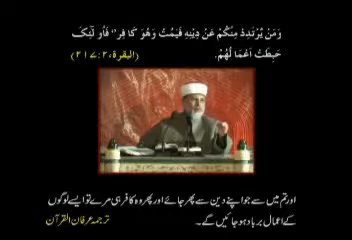 وَمَنْ يَّرْتَدِدْ مِنْكُمْ عَنْ دِيْنِهٖ فَيَمُتْ وَهُوَ كَافِرٌ فَاُولٰٓئِكَ
حَبِطَتْ اَعْمَالُهُمْ. (البقرة،۲:۲۱۷)
اور تم میں سے جو اپنے دین سے پھر جائے اور پھر وہ کافر ہی مرے تو ایسے لوگوں
کے اعمال برباد ہو جائیں گے۔ ترجمہ عرفان القرآن